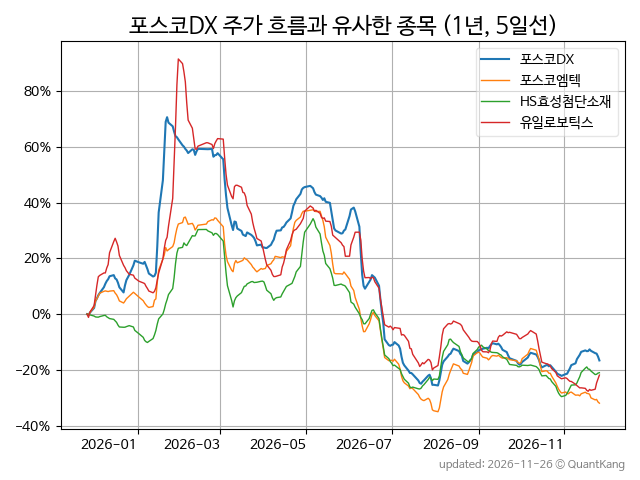 포스코DX 주가 흐름과 유사한 종목 (1년, 5일선)
포스코DX
포스코엠텍
HS효성첨단소재
유일로보틱스
80%
60%
40%
20%
0%
−20%
−40%
2026-01
2026-03
2026-05
2026-07
2026-09
2026-11
updated: 2026-11-26 © QuantKang